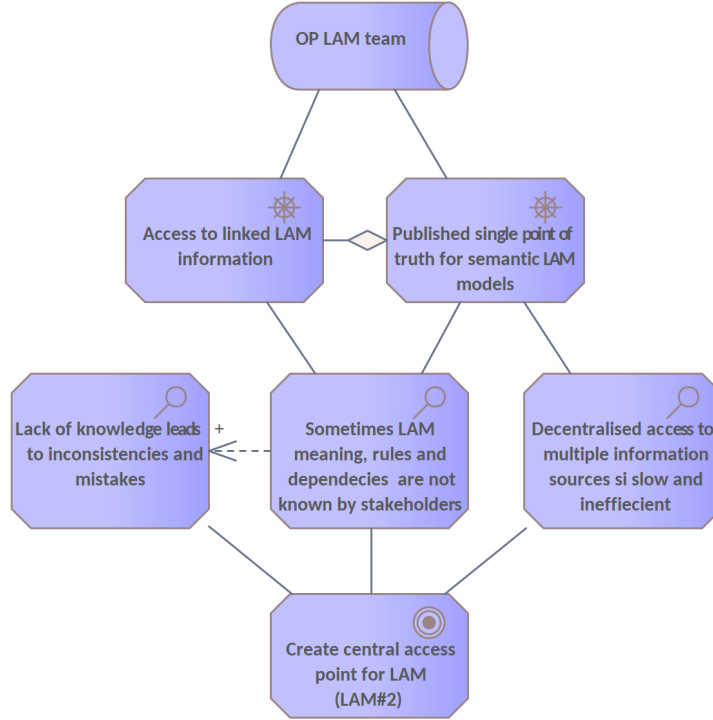 OP LAM team
Access to linked LAM
information
Published single point of
truth for semantic LAM
models
Lack of knowledge leads
to inconsistencies and
mistakes
+
Sometimes LAM
meaning, rules and
dependecies are not
known by stakeholders
Decentralised access to
multiple information
sources si slow and
ineffiecient
Create central access
point for LAM
(LAM#2)